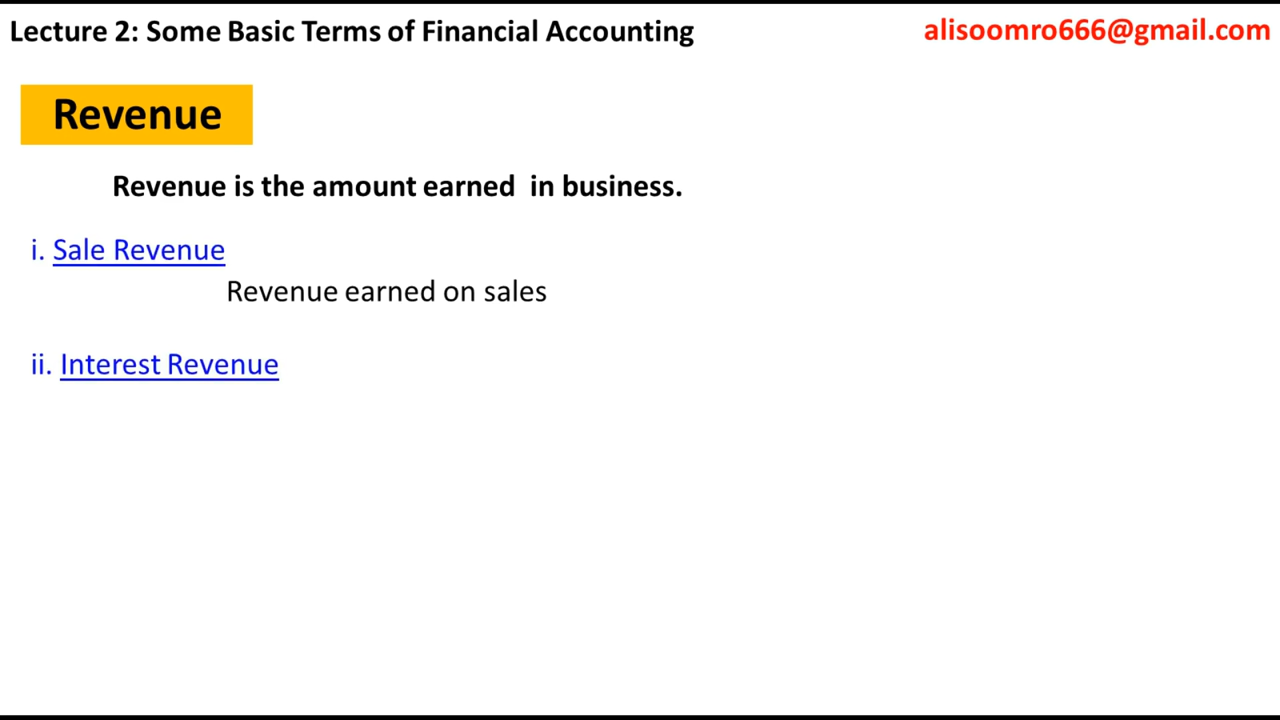 Lecture 2: Some Basic Terms of Financial Accounting
alisoomro666@gmail.com
Revenue
Revenue is the amount earned  in business.
i. Sale Revenue
Revenue earned on sales
ii. Interest Revenue